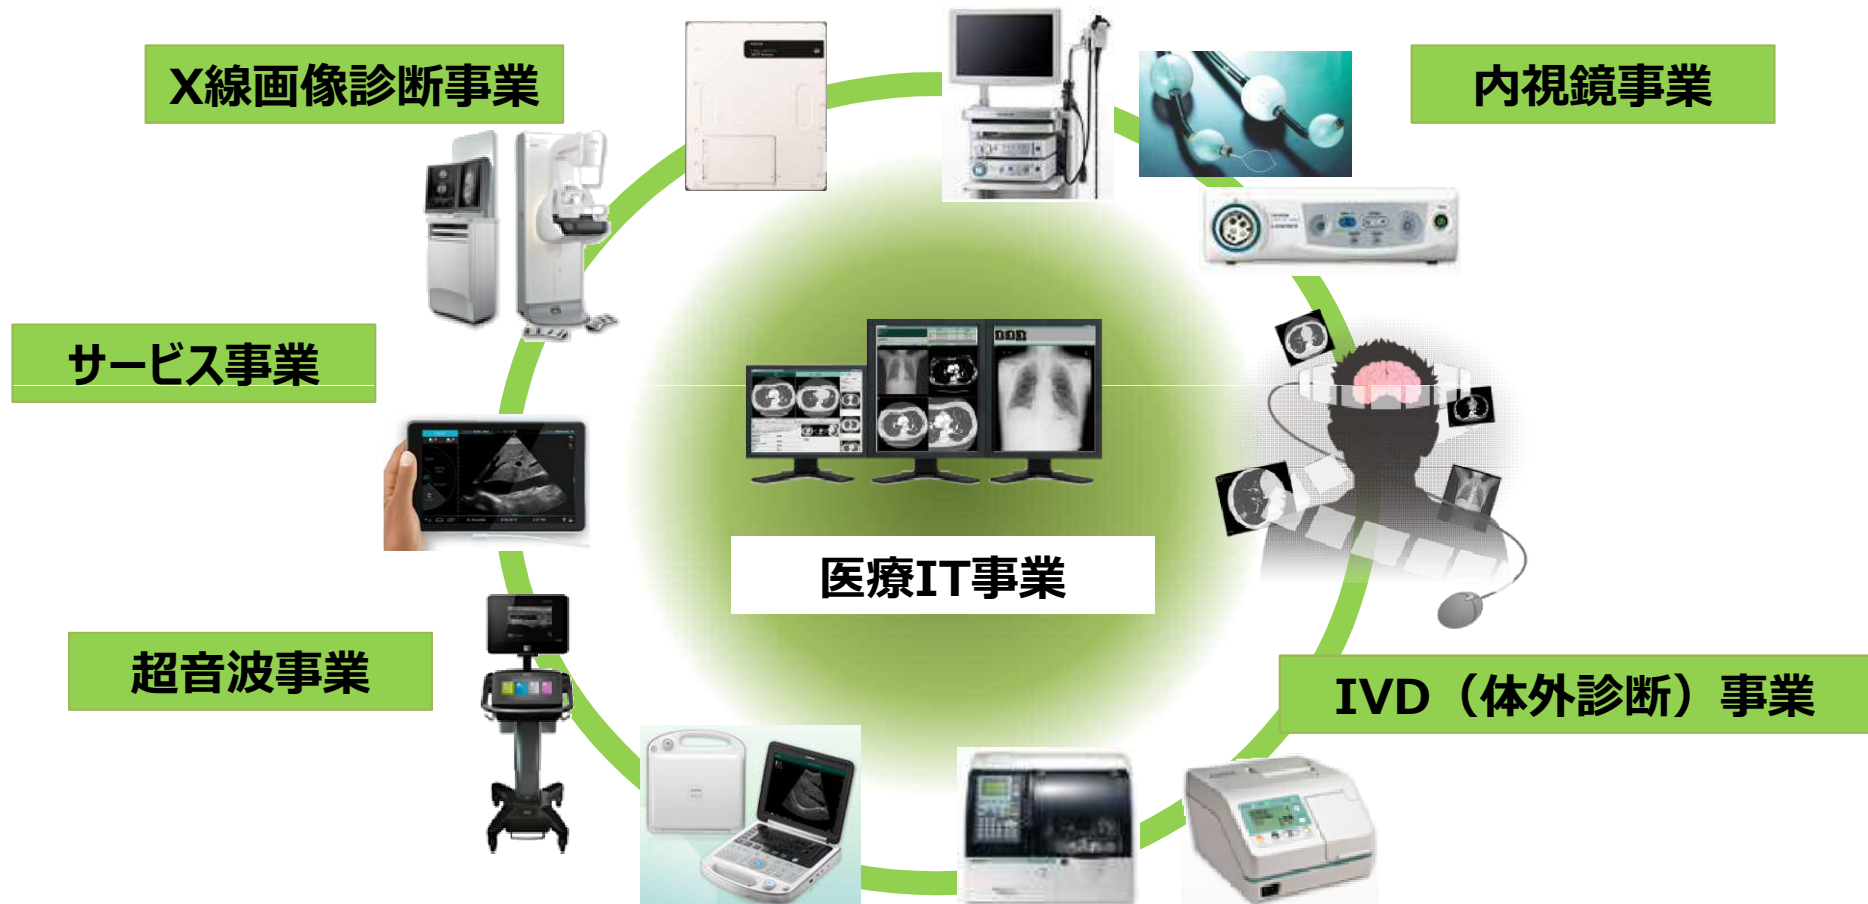 X線画像診断事業
内視鏡事業
サービス事業
医療IT事業
超音波事業
IVD（体外診断）事業